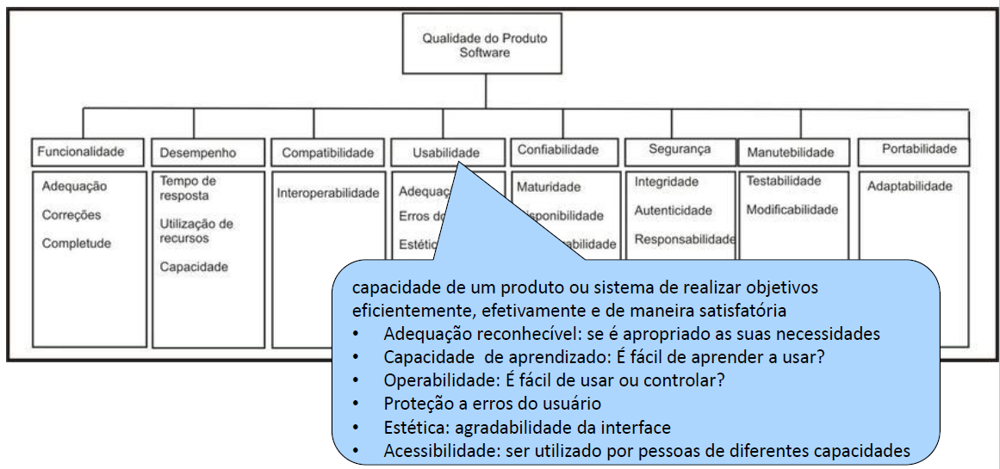 Qualidade do Produto
Software
Funcionalidade
Desempenho
Compatibilidade
Usabilidade
Confiabilidade
Segurança
Manutebilidade
Portabilidade
Adequação
Correções
Completude
Tempo de
resposta
Utilização de
recursos
Capacidade
Interoperabilidade
Erros
Maturidade
Integridade
Autenticidade
Responsabilidade
Testabilidade
Modificabilidade
Adaptabilidade
capacidade de um produto ou sistema de realizar objetivos
eficientemente, efetivamente e de maneira satisfatória
• Adequação reconhecível: se é apropriado as suas necessidades
• Capacidade de aprendizado: É fácil de aprender a usar?
• Operabilidade: É fácil de usar ou controlar?
• Proteção a erros do usuário
• Estética: agradabilidade da interface
• Acessibilidade: ser utilizado por pessoas de diferentes capacidades